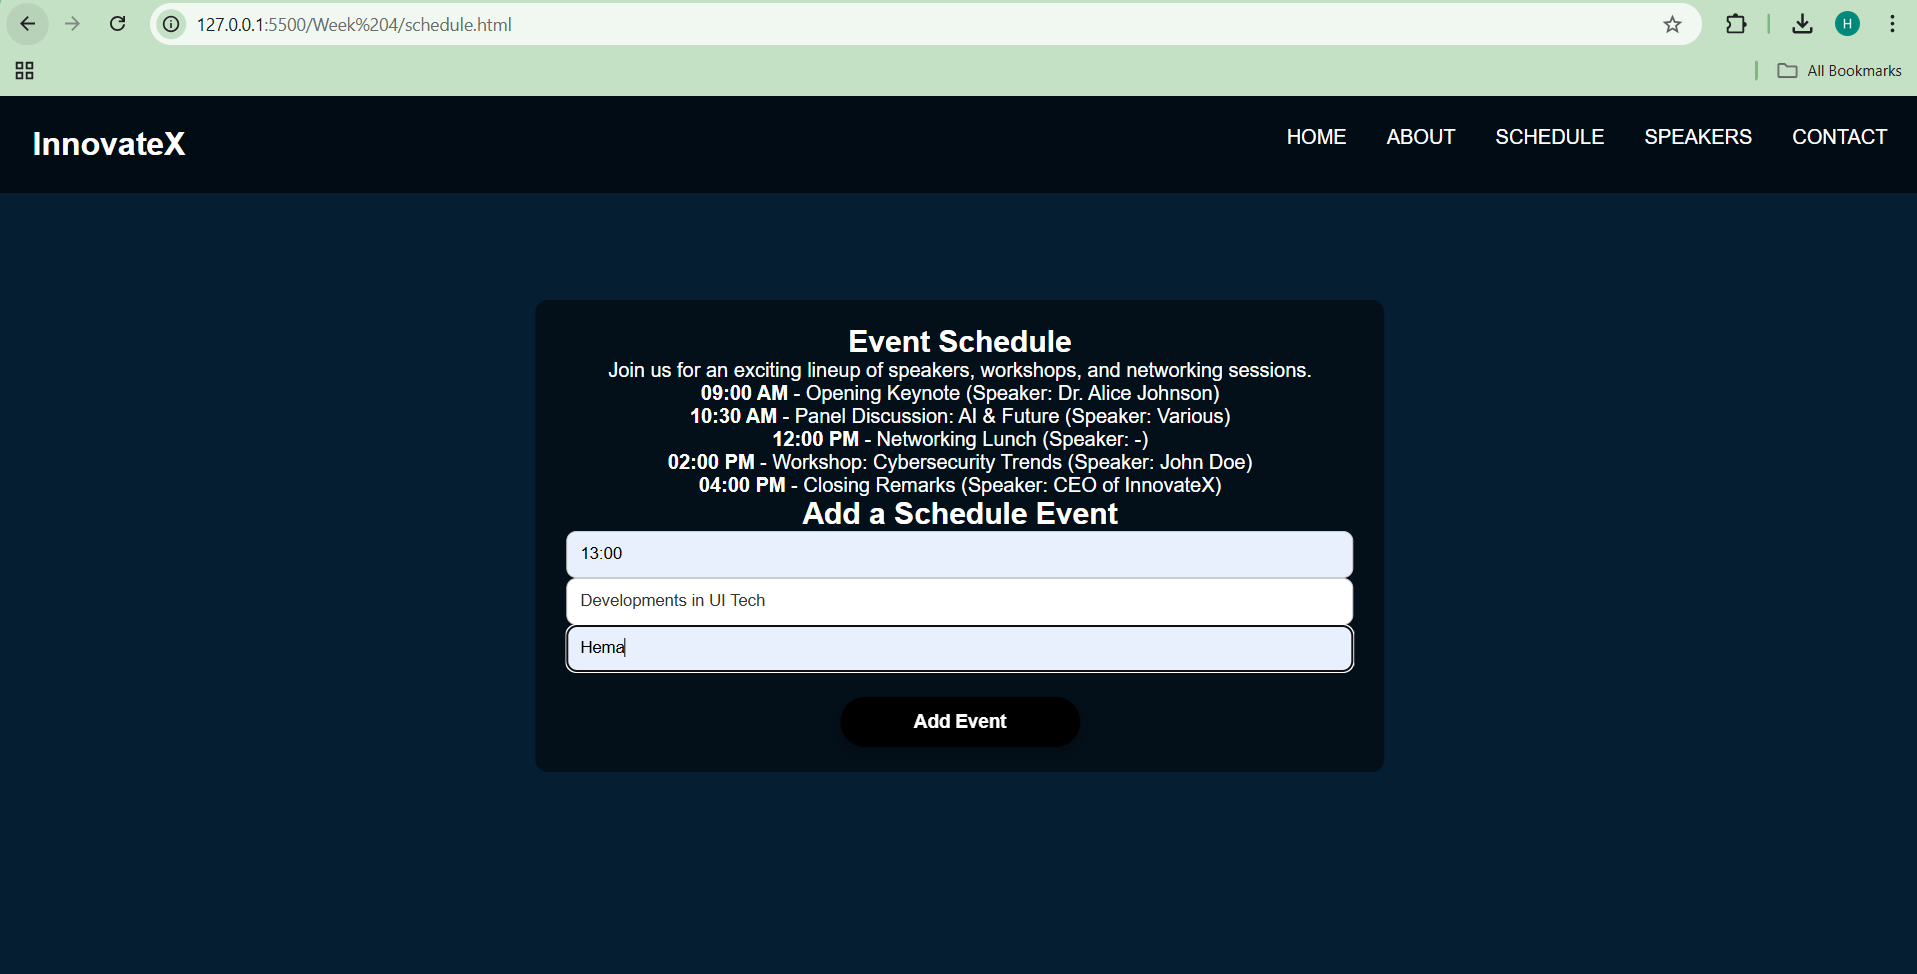 127.0.0.1:5500/Week%204/schedule.html
H
All Bookmarks
InnovateX
HOME ABOUT SCHEDULE SPEAKERS CONTACT
Event Schedule
Join us for an exciting lineup of speakers, workshops, and networking sessions.
09:00 AM - Opening Keynote (Speaker: Dr. Alice Johnson)
10:30 AM - Panel Discussion: AI & Future (Speaker: Various)
12:00 PM - Networking Lunch (Speaker: -)
02:00 PM - Workshop: Cybersecurity Trends (Speaker: John Doe)
04:00 PM - Closing Remarks (Speaker: CEO of InnovateX)
Add a Schedule Event
13:00
Developments in UI Tech
Hema
Add Event